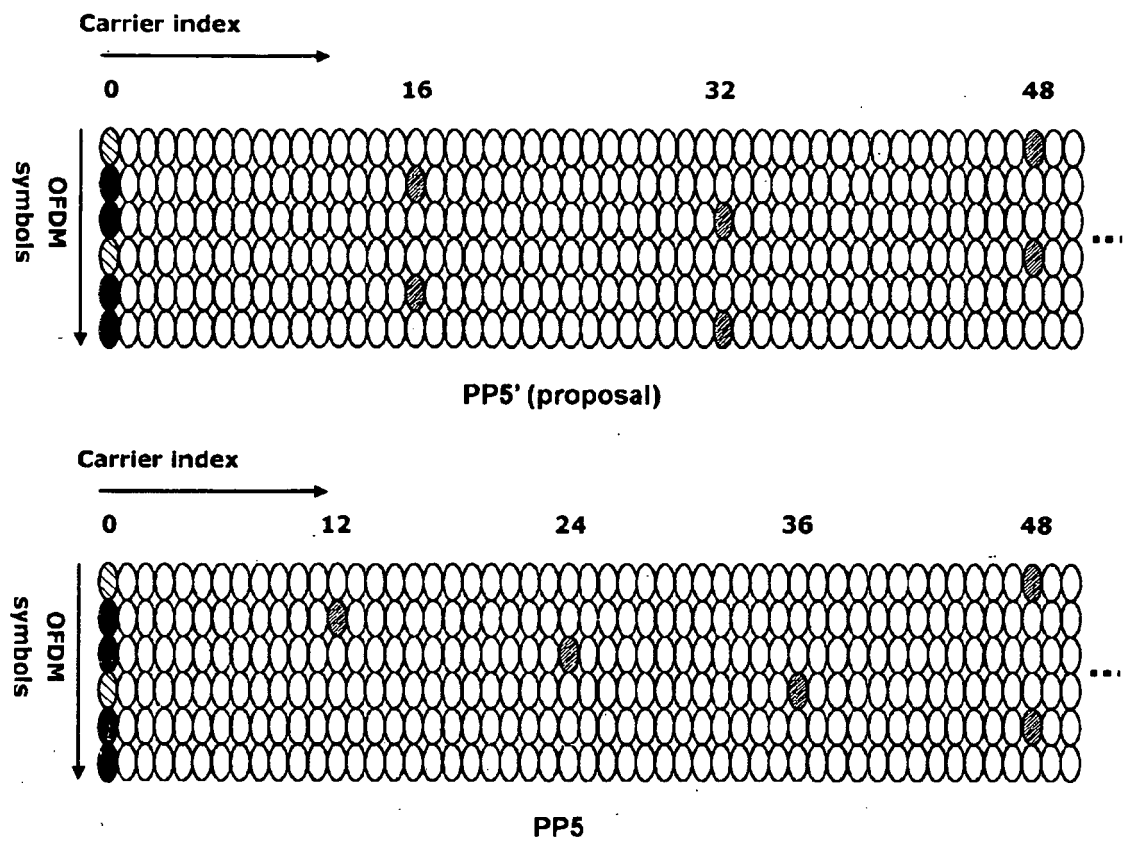 Carrier index
0 16 32 48
OFDM
symbols
...
PP5' (proposal)
Carrier index
0 12 24 36 48
OFDM
symbols
...
PP5